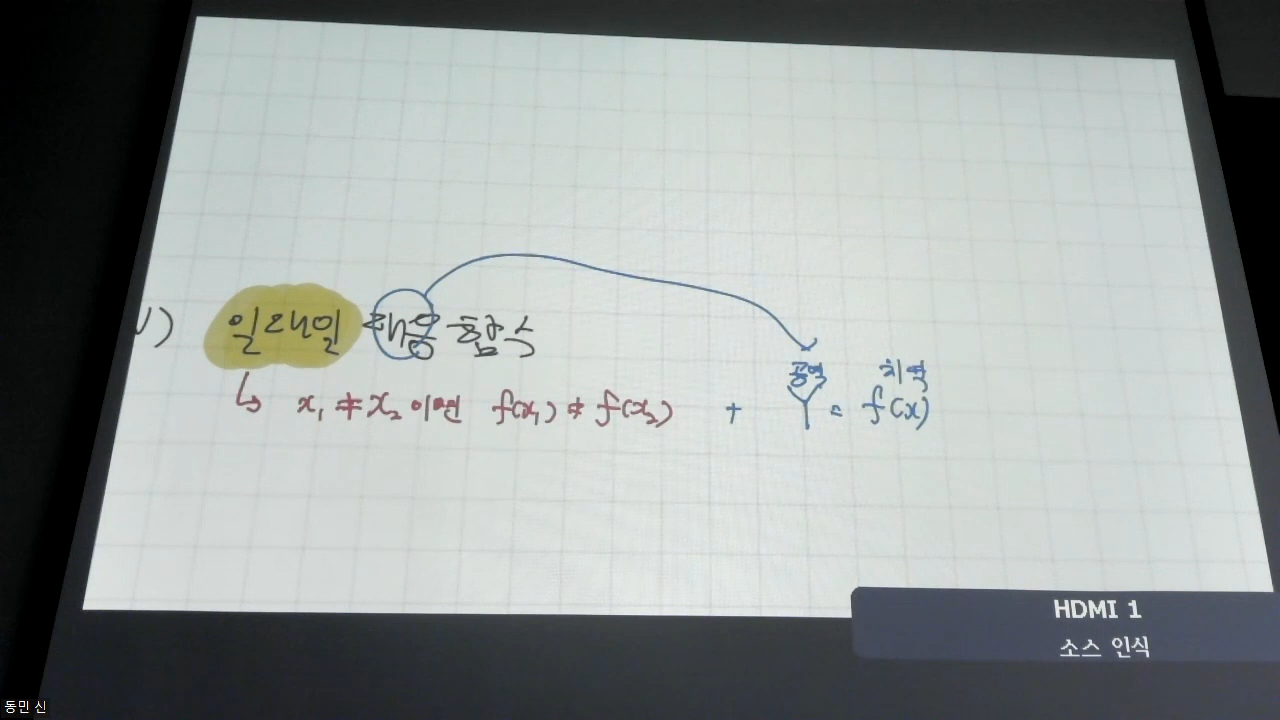 일대일 대응 함수
공역 치역
x₁ ≠ x₂ 이면 f(x₁) ≠ f(x₂) + Y = f(x)
HDMI 1
소스 인식
동민 신